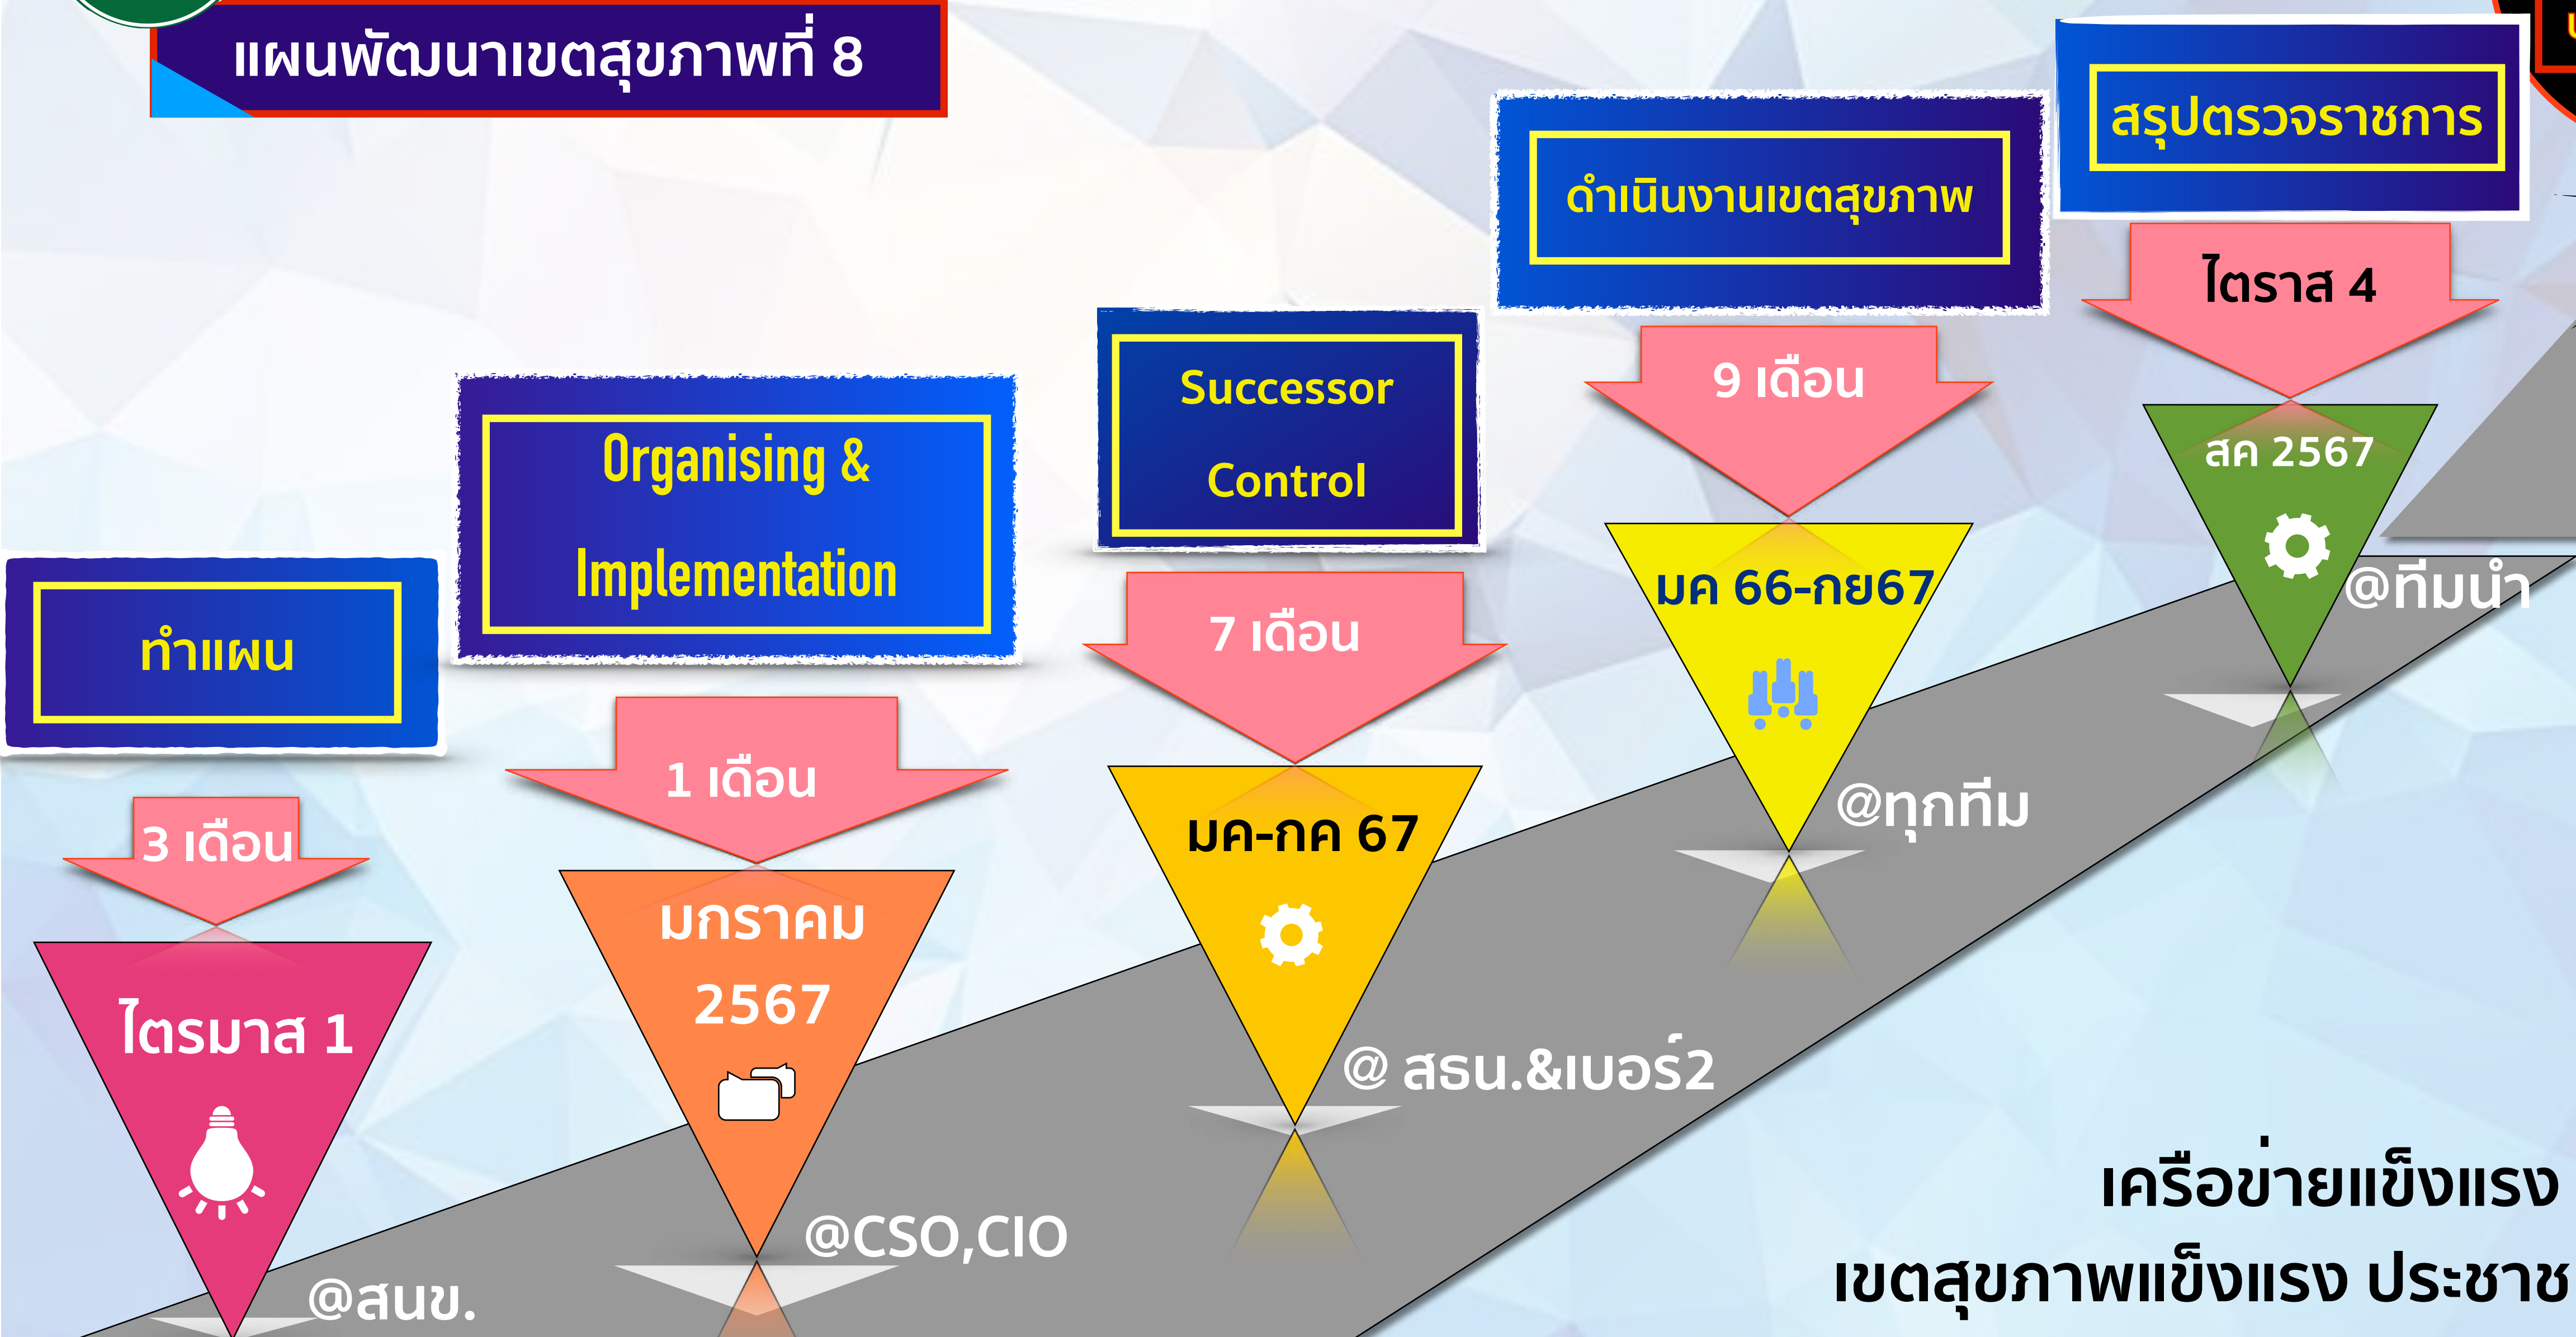 แผนพัฒนาเขตสุขภาพที่ 8
ทำแผน
3 เดือน
ไตรมาส 1
@สนข.
Organising &
Implementation
1 เดือน
มกราคม
2567
@CSO,CIO
Successor
Control
7 เดือน
มค-กค 67
@ สธน.&เบอร์2
ดำเนินงานเขตสุขภาพ
9 เดือน
มค 66-กย67
@ทุกทีม
สรุปตรวจราชการ
ไตราส 4
สค 2567
@ทีมนำ
เครือข่ายแข็งแรง
เขตสุขภาพแข็งแรง ประชาช